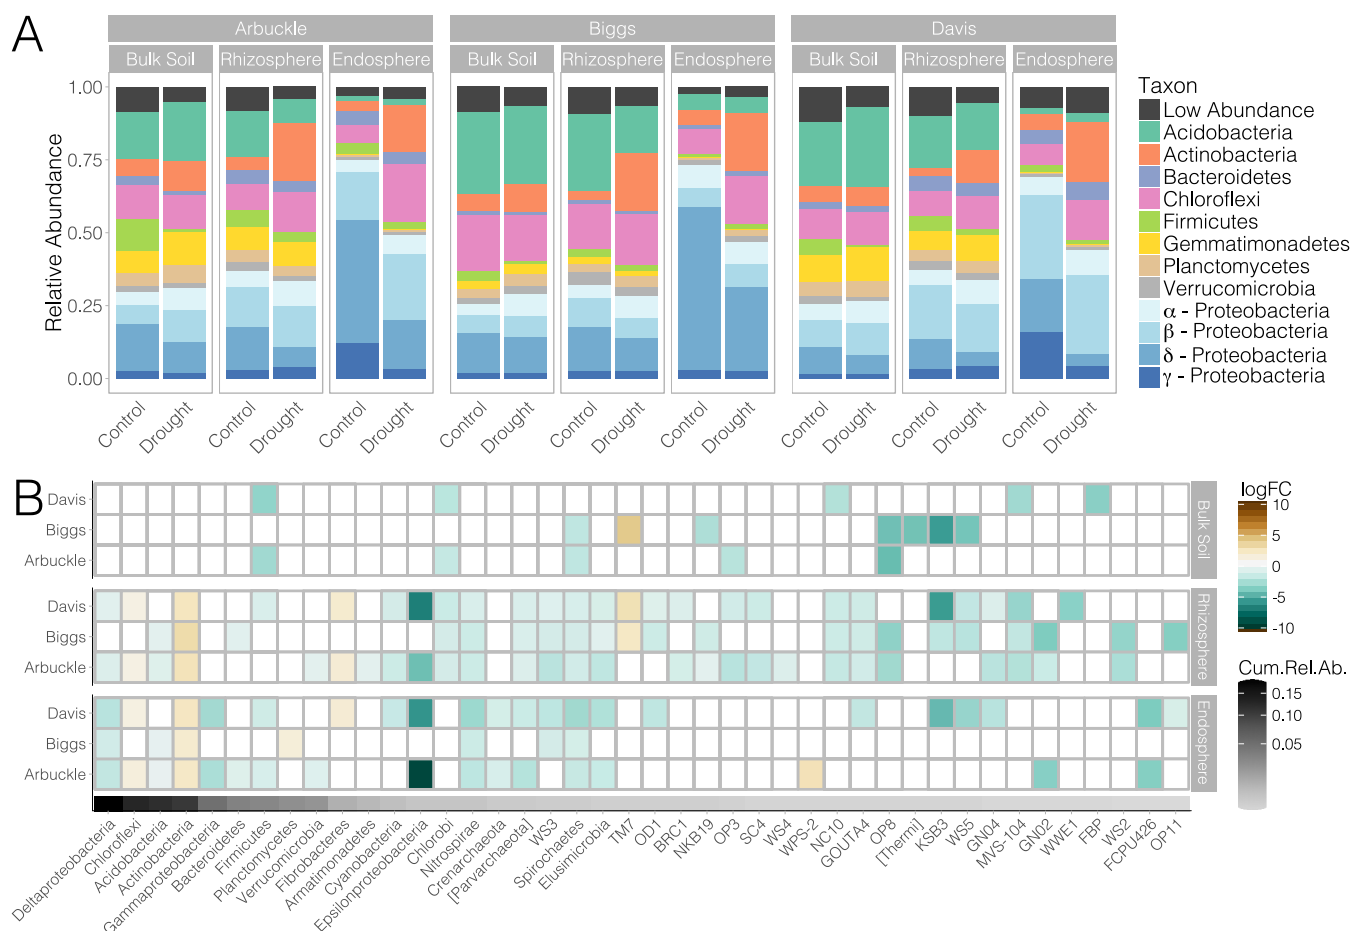 A
Arbuckle
Biggs
Davis
Bulk Soil Rhizosphere Endosphere Bulk Soil Rhizosphere Endosphere Bulk Soil Rhizosphere Endosphere
Relative Abundance
1.00
0.75
0.50
0.25
0.00
Control Drought Control Drought Control Drought Control Drought Control Drought Control Drought Control Drought Control Drought Control Drought
Taxon
Low Abundance
Acidobacteria
Actinobacteria
Bacteroidetes
Chloroflexi
Firmicutes
Gemmatimonadetes
Planctomycetes
Verrucomicrobia
α - Proteobacteria
β - Proteobacteria
δ - Proteobacteria
γ - Proteobacteria
B
Davis
Biggs
Arbuckle
Bulk Soil
Davis
Biggs
Arbuckle
Rhizosphere
Davis
Biggs
Arbuckle
Endosphere
Deltaproteobacteria
Chloroflexi
Acidobacteria
Actinobacteria
Gammaproteobacteria
Bacteroidetes
Firmicutes
Planctomycetes
Verrucomicrobia
Fibrobacteres
Armatimonadetes
Cyanobacteria
Epsilonproteobacteria
Chlorobi
Nitrospirae
Crenarchaeota
[Parvarchaeota]
WS3
Spirochaetes
Elusimicrobia
TM7
OD1
BRC1
NKB19
OP3
SC4
WS4
WPS-2
NC10
GOUTA4
OP8
[Thermi]
KSB3
WS5
GN04
MVS-104
GN02
WWE1
FBP
WS2
FCPU426
OP11
logFC
10
5
0
-5
-10
Cum.Rel.Ab.
0.15
0.10
0.05